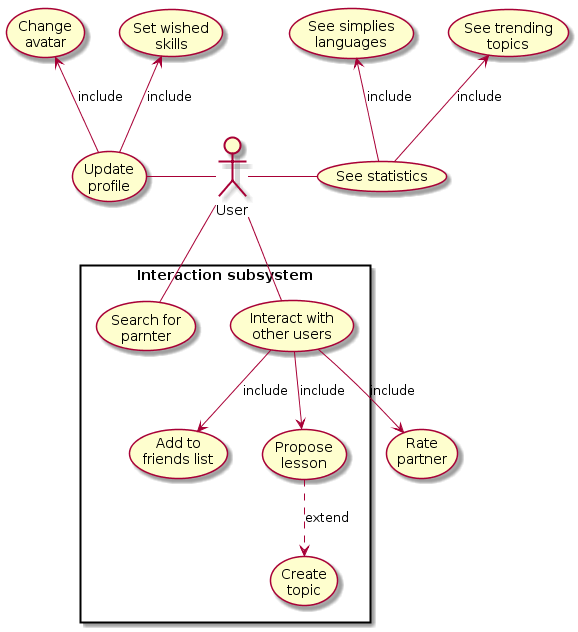 Change
avatar
Set wished
skills
See simplies
languages
See trending
topics
include
include
include
include
Update
profile
See statistics
User
Interaction subsystem
Search for
parnter
Interact with
other users
include
include
include
Add to
friends list
Propose
lesson
Rate
partner
extend
Create
topic